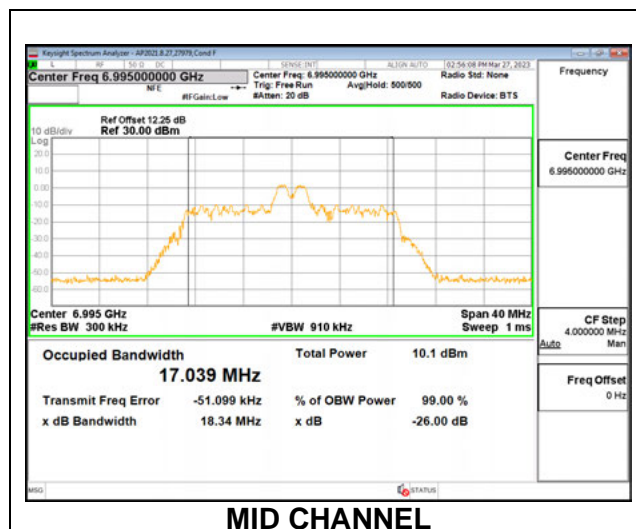 Keysight Spectrum Analyzer - AP2021.8.27,27979,Cond F
L RF 50 Ω DC SENSE:INT ALIGN AUTO 02:56:08 PM Mar 27, 2023
Center Freq 6.995000000 GHz
NFE
#IFGain:Low
Center Freq: 6.995000000 GHz
Trig: Free Run Avg|Hold: 500/500
#Atten: 20 dB
Radio Std: None
Radio Device: BTS
Frequency
Ref Offset 12.25 dB
10 dB/div Ref 30.00 dBm
Log
20.0
10.0
0.00
-10.0
-20.0
-30.0
-40.0
-50.0
-60.0
Center 6.995 GHz Span 40 MHz
#Res BW 300 kHz #VBW 910 kHz Sweep 1 ms
Center Freq
6.995000000 GHz
CF Step
4.000000 MHz
Auto Man
Freq Offset
0 Hz
Occupied Bandwidth Total Power 10.1 dBm
17.039 MHz
Transmit Freq Error -51.099 kHz % of OBW Power 99.00 %
x dB Bandwidth 18.34 MHz x dB -26.00 dB
MSG STATUS
MID CHANNEL